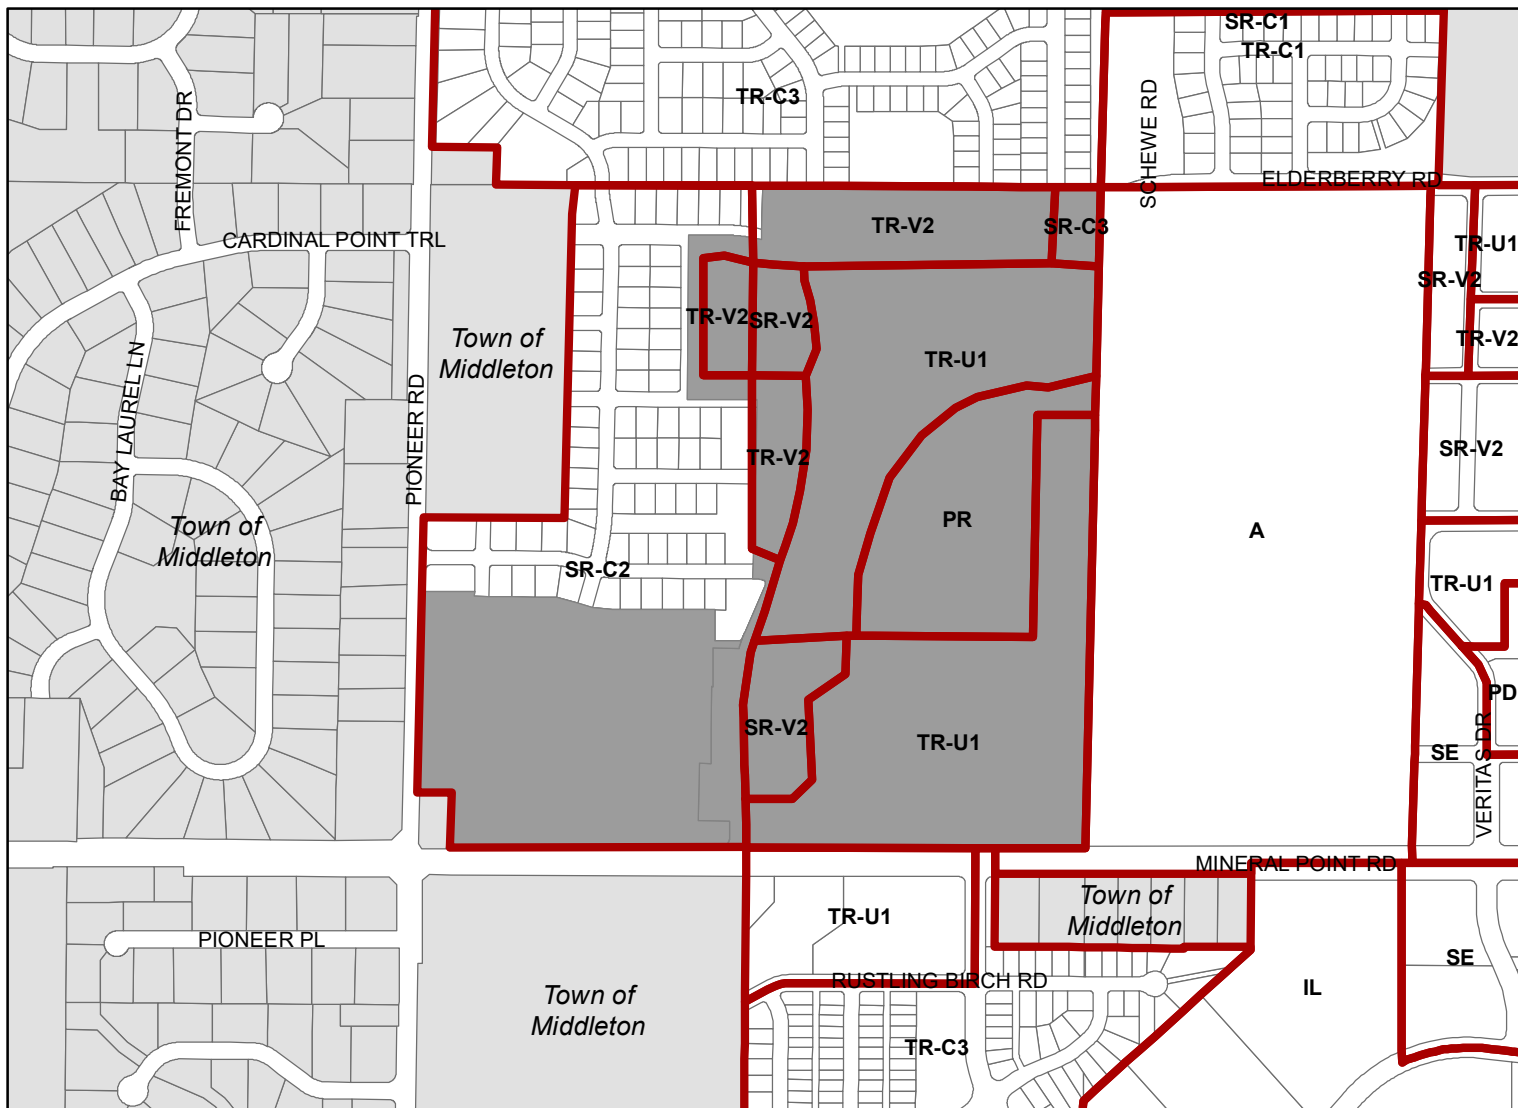 SR-C1
TR-C1
TR-C3
FREMONT DR
SCHEWE RD
ELDERBERRY RD
CARDINAL POINT TRL
TR-V2
SR-C3
TR-U1
SR-V2
TR-V2
TR-V2
SR-V2
Town of
Middleton
TR-U1
BAY LAUREL LN
PIONEER RD
TR-V2
SR-V2
Town of
Middleton
PR
A
SR-C2
TR-U1
PD
SR-V2
TR-U1
SE
VERITAS DR
MINERAL POINT RD
Town of
Middleton
TR-U1
PIONEER PL
SE
RUSTLING BIRCH RD
IL
Town of
Middleton
TR-C3